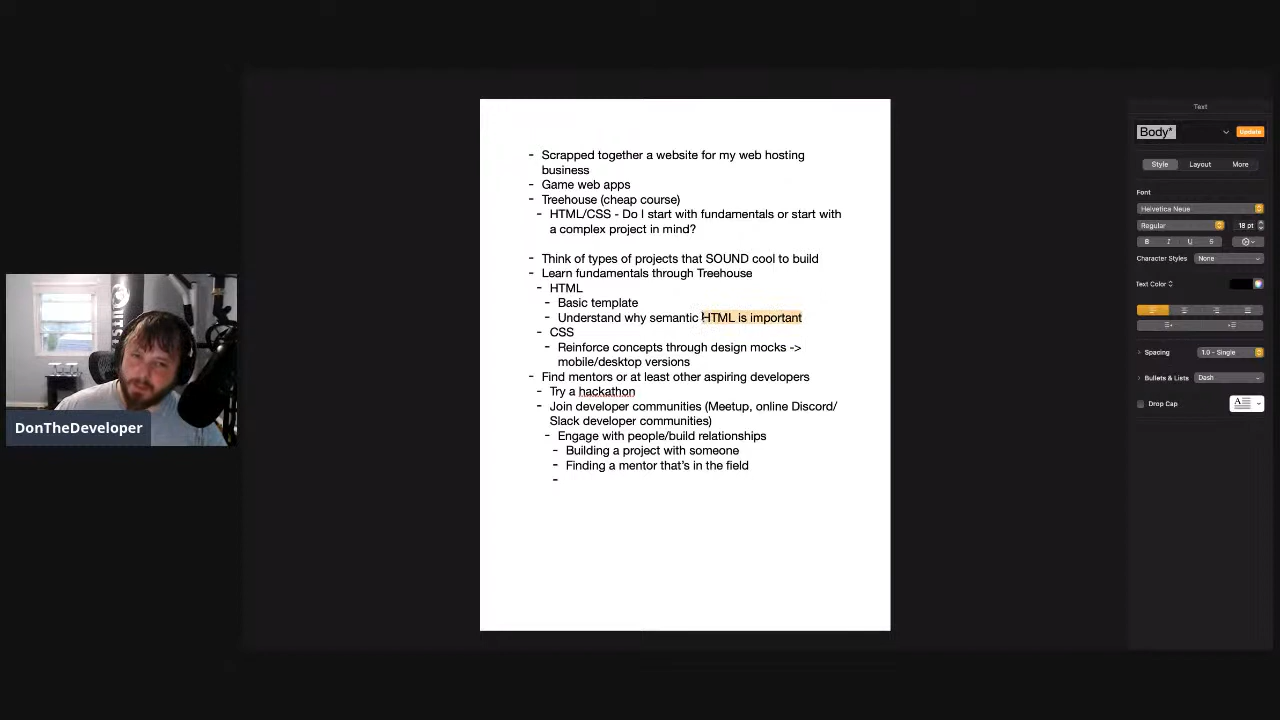 Text
Body*
Update
- Scrapped together a website for my web hosting
business
- Game web apps
- Treehouse (cheap course)
- HTML/CSS - Do I start with fundamentals or start with
a complex project in mind?
- Think of types of projects that SOUND cool to build
- Learn fundamentals through Treehouse
- HTML
- Basic template
- Understand why semantic HTML is important
- CSS
- Reinforce concepts through design mocks ->
mobile/desktop versions
- Find mentors or at least other aspiring developers
- Try a hackathon
- Join developer communities (Meetup, online Discord/
Slack developer communities)
- Engage with people/build relationships
- Building a project with someone
- Finding a mentor that's in the field
-
Style Layout More
Font
Helvetica Neue
Regular 18 pt
B I U S
Character Styles None
Text Color
Spacing 1.0 - Single
Bullets & Lists Dash
Drop Cap
DonTheDeveloper